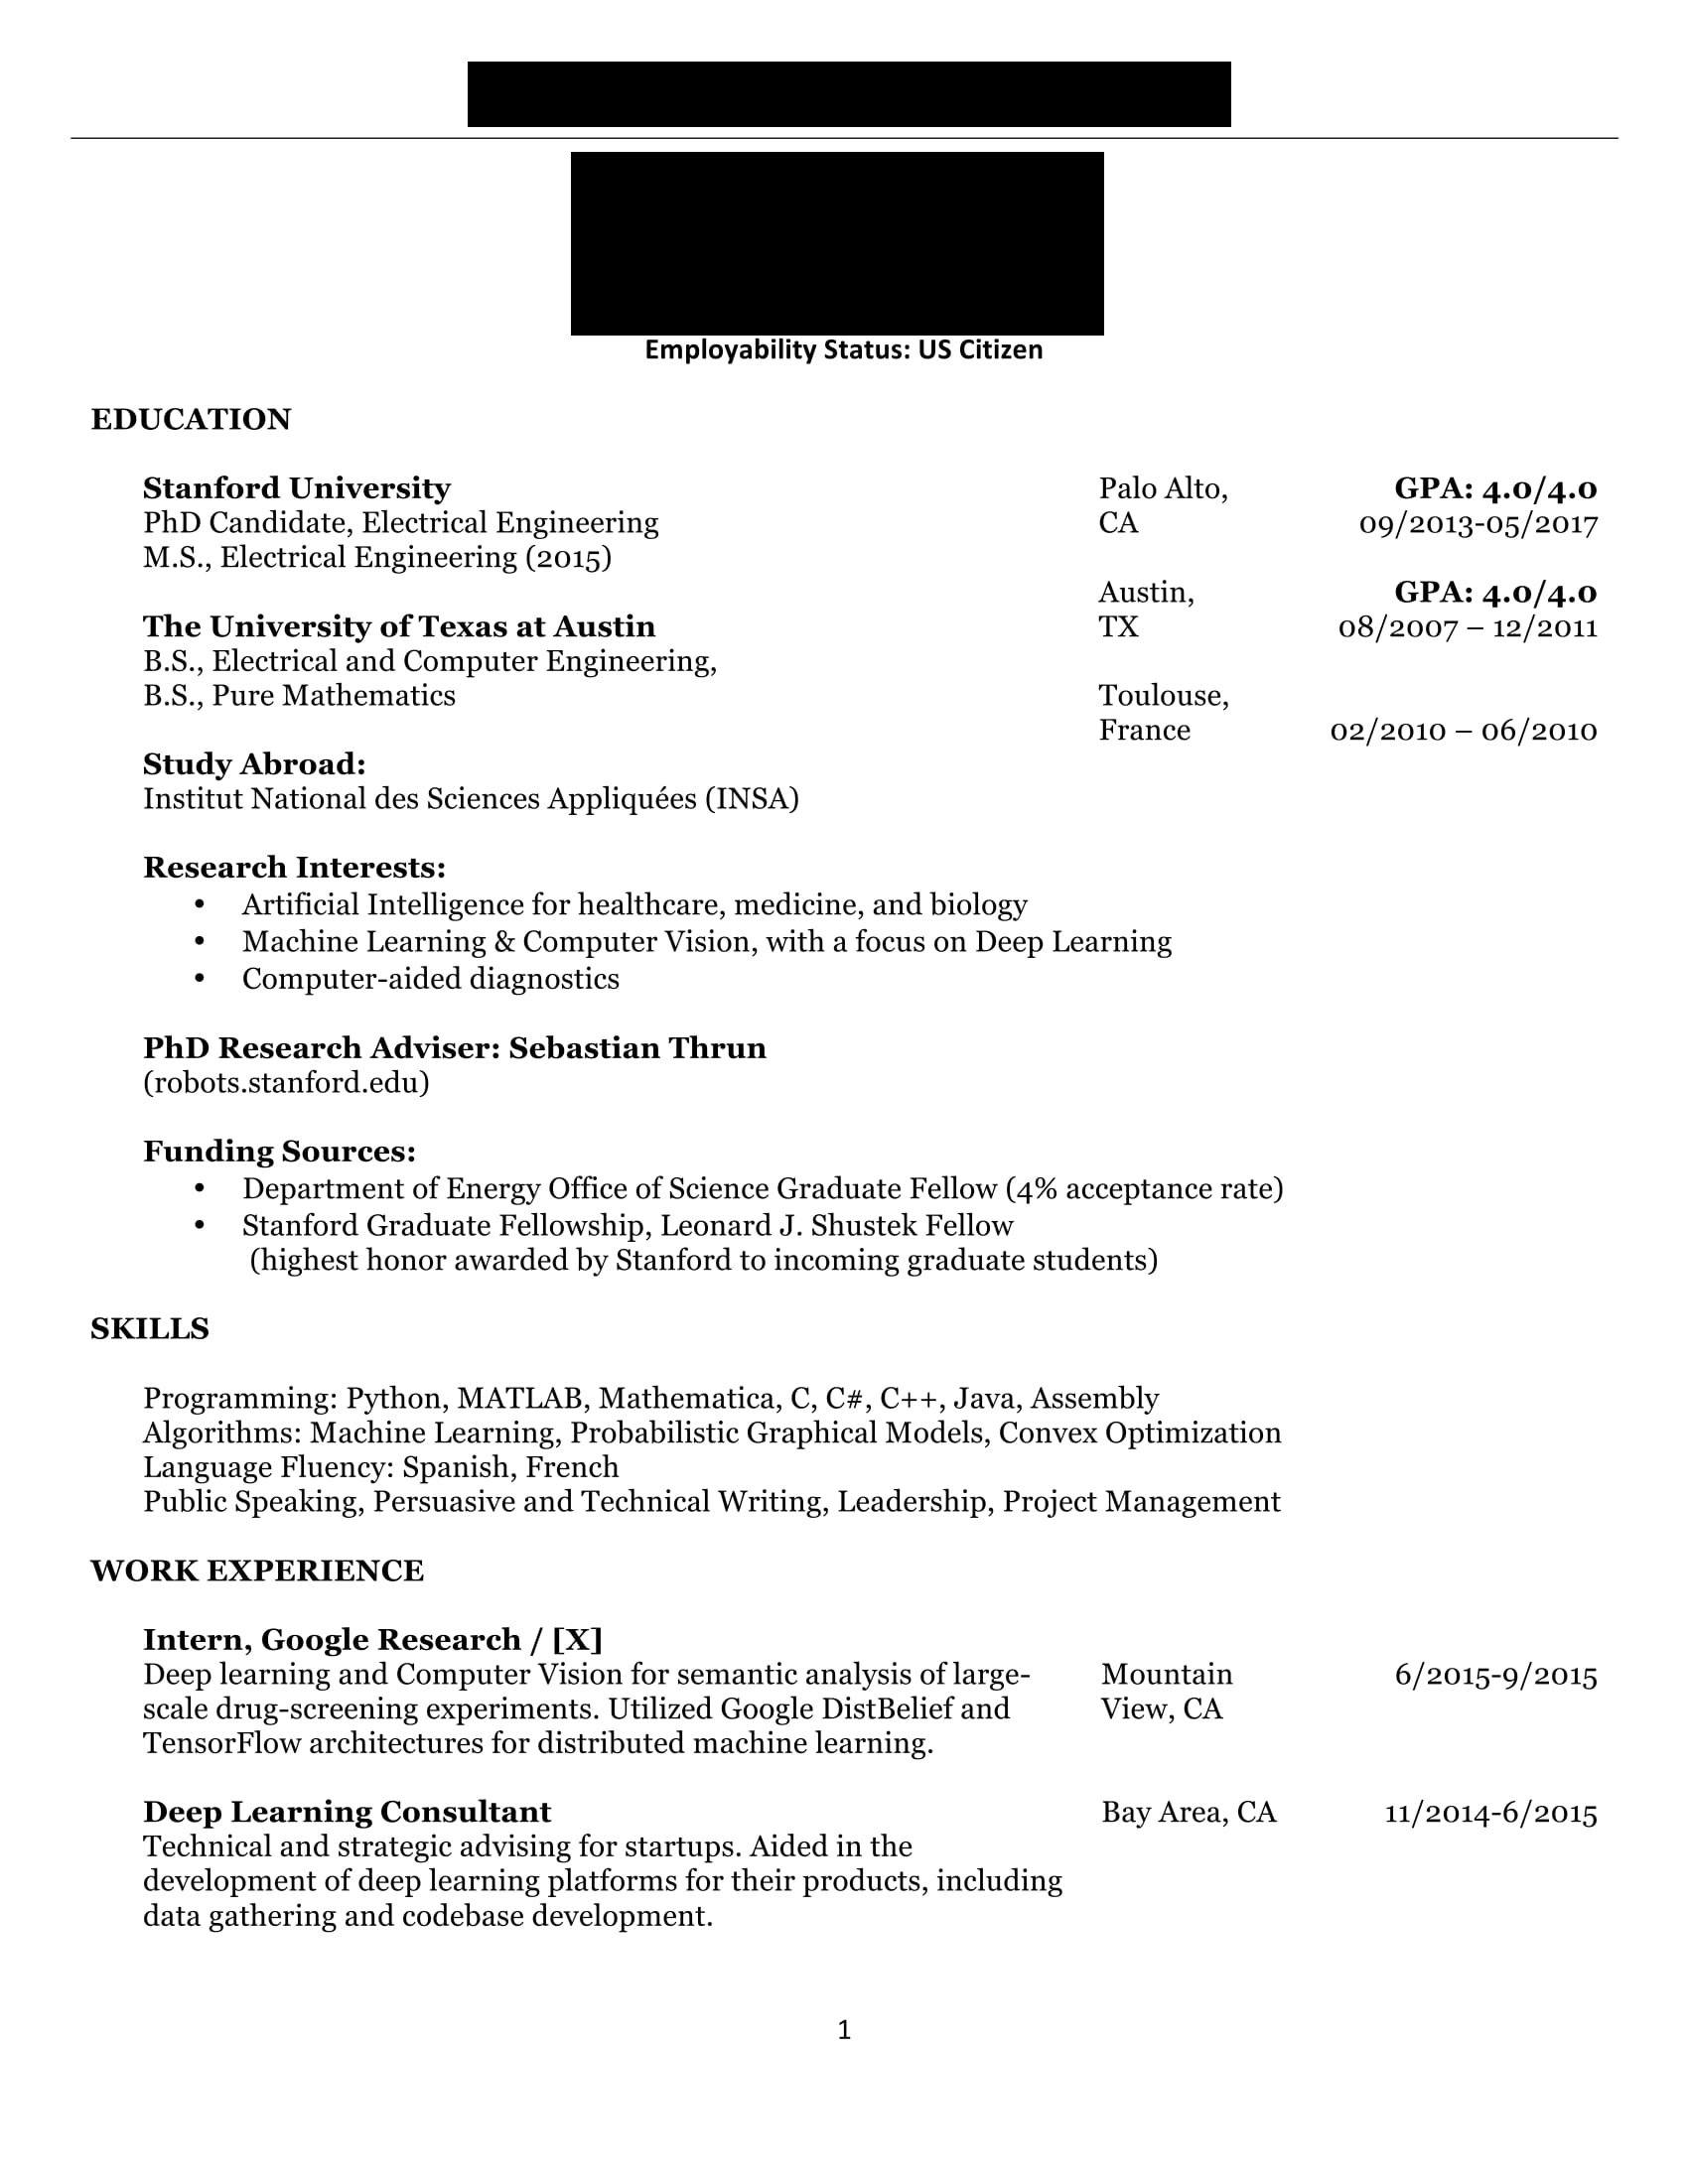 Employability Status: US Citizen
EDUCATION
Stanford University Palo Alto, GPA: 4.0/4.0
PhD Candidate, Electrical Engineering CA 09/2013-05/2017
M.S., Electrical Engineering (2015)
Austin, GPA: 4.0/4.0
The University of Texas at Austin TX 08/2007 – 12/2011
B.S., Electrical and Computer Engineering,
B.S., Pure Mathematics Toulouse,
France 02/2010 – 06/2010
Study Abroad:
Institut National des Sciences Appliquées (INSA)
Research Interests:
• Artificial Intelligence for healthcare, medicine, and biology
• Machine Learning & Computer Vision, with a focus on Deep Learning
• Computer-aided diagnostics
PhD Research Adviser: Sebastian Thrun
(robots.stanford.edu)
Funding Sources:
• Department of Energy Office of Science Graduate Fellow (4% acceptance rate)
• Stanford Graduate Fellowship, Leonard J. Shustek Fellow
(highest honor awarded by Stanford to incoming graduate students)
SKILLS
Programming: Python, MATLAB, Mathematica, C, C#, C++, Java, Assembly
Algorithms: Machine Learning, Probabilistic Graphical Models, Convex Optimization
Language Fluency: Spanish, French
Public Speaking, Persuasive and Technical Writing, Leadership, Project Management
WORK EXPERIENCE
Intern, Google Research / [X]
Deep learning and Computer Vision for semantic analysis of large- Mountain 6/2015-9/2015
scale drug-screening experiments. Utilized Google DistBelief and View, CA
TensorFlow architectures for distributed machine learning.
Deep Learning Consultant Bay Area, CA 11/2014-6/2015
Technical and strategic advising for startups. Aided in the
development of deep learning platforms for their products, including
data gathering and codebase development.
1